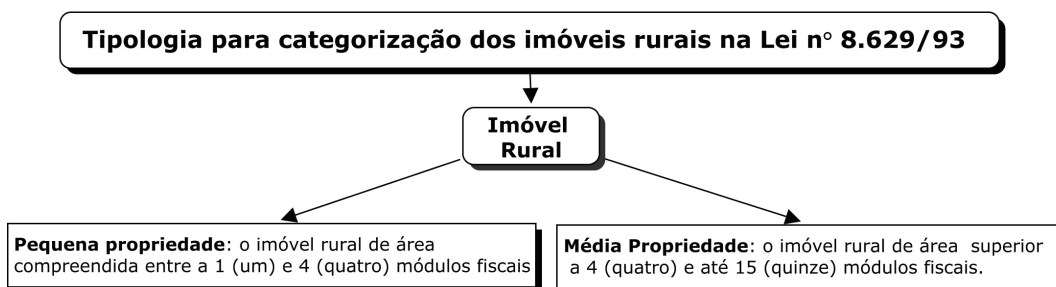 Tipologia para categorização dos imóveis rurais na Lei n° 8.629/93
Imóvel
Rural
Pequena propriedade: o imóvel rural de área
compreendida entre a 1 (um) e 4 (quatro) módulos fiscais
Média Propriedade: o imóvel rural de área superior
a 4 (quatro) e até 15 (quinze) módulos fiscais.